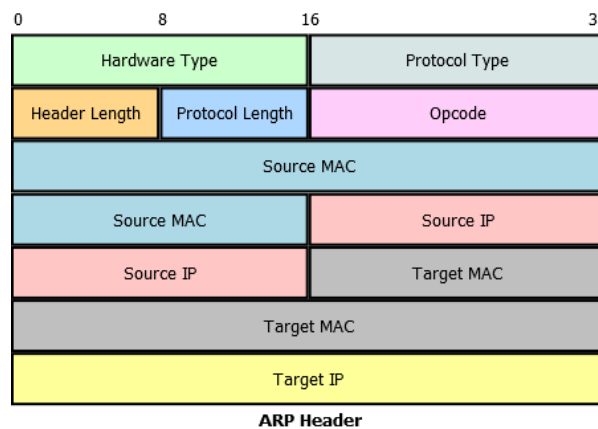 0 8 16 3
Hardware Type Protocol Type
Header Length Protocol Length Opcode
Source MAC
Source MAC Source IP
Source IP Target MAC
Target MAC
Target IP
ARP Header